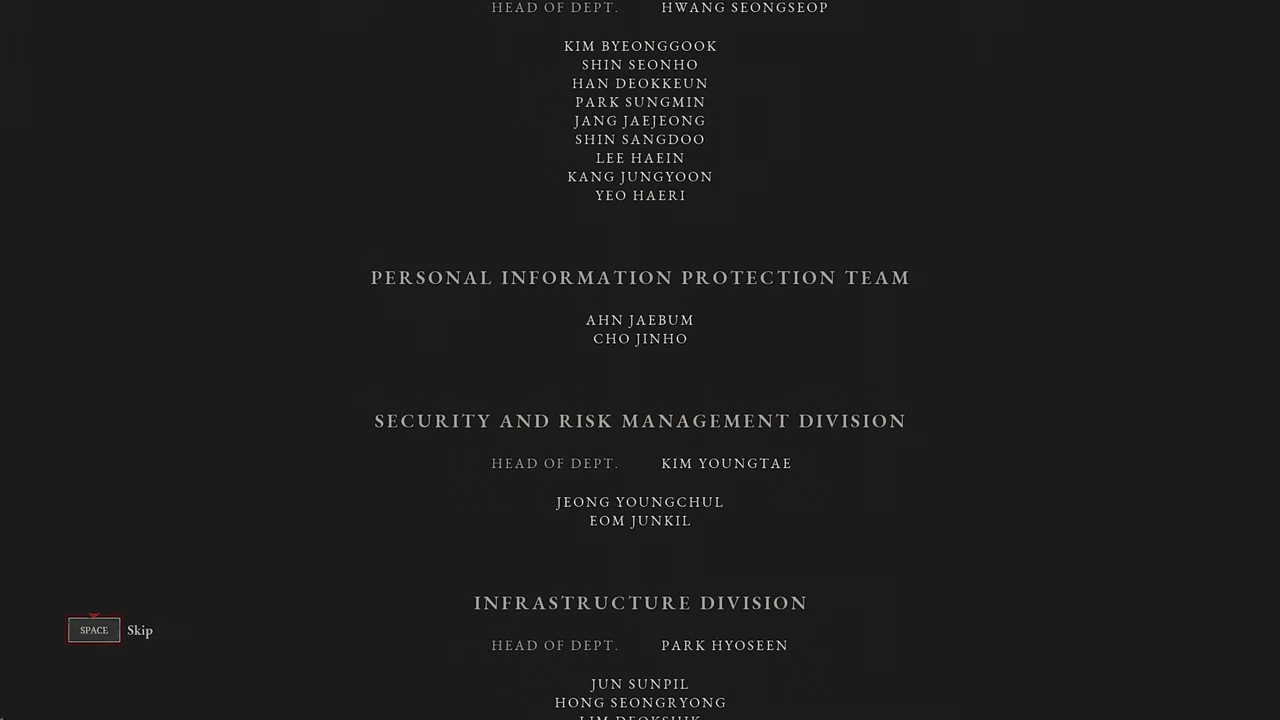 HEAD OF DEPT. HWANG SEONGSEOP
KIM BYEONGGOOK
SHIN SEONHO
HAN DEOKKEUN
PARK SUNGMIN
JANG JAEJEONG
SHIN SANGDOO
LEE HAEIN
KANG JUNGYOON
YEO HAERI
PERSONAL INFORMATION PROTECTION TEAM
AHN JAEBUM
CHO JINHO
SECURITY AND RISK MANAGEMENT DIVISION
HEAD OF DEPT. KIM YOUNGTAE
JEONG YOUNGCHUL
EOM JUNKIL
INFRASTRUCTURE DIVISION
SPACE Skip
HEAD OF DEPT. PARK HYOSEEN
JUN SUNPIL
HONG SEONGRYONG
LIM DEOKSHIK